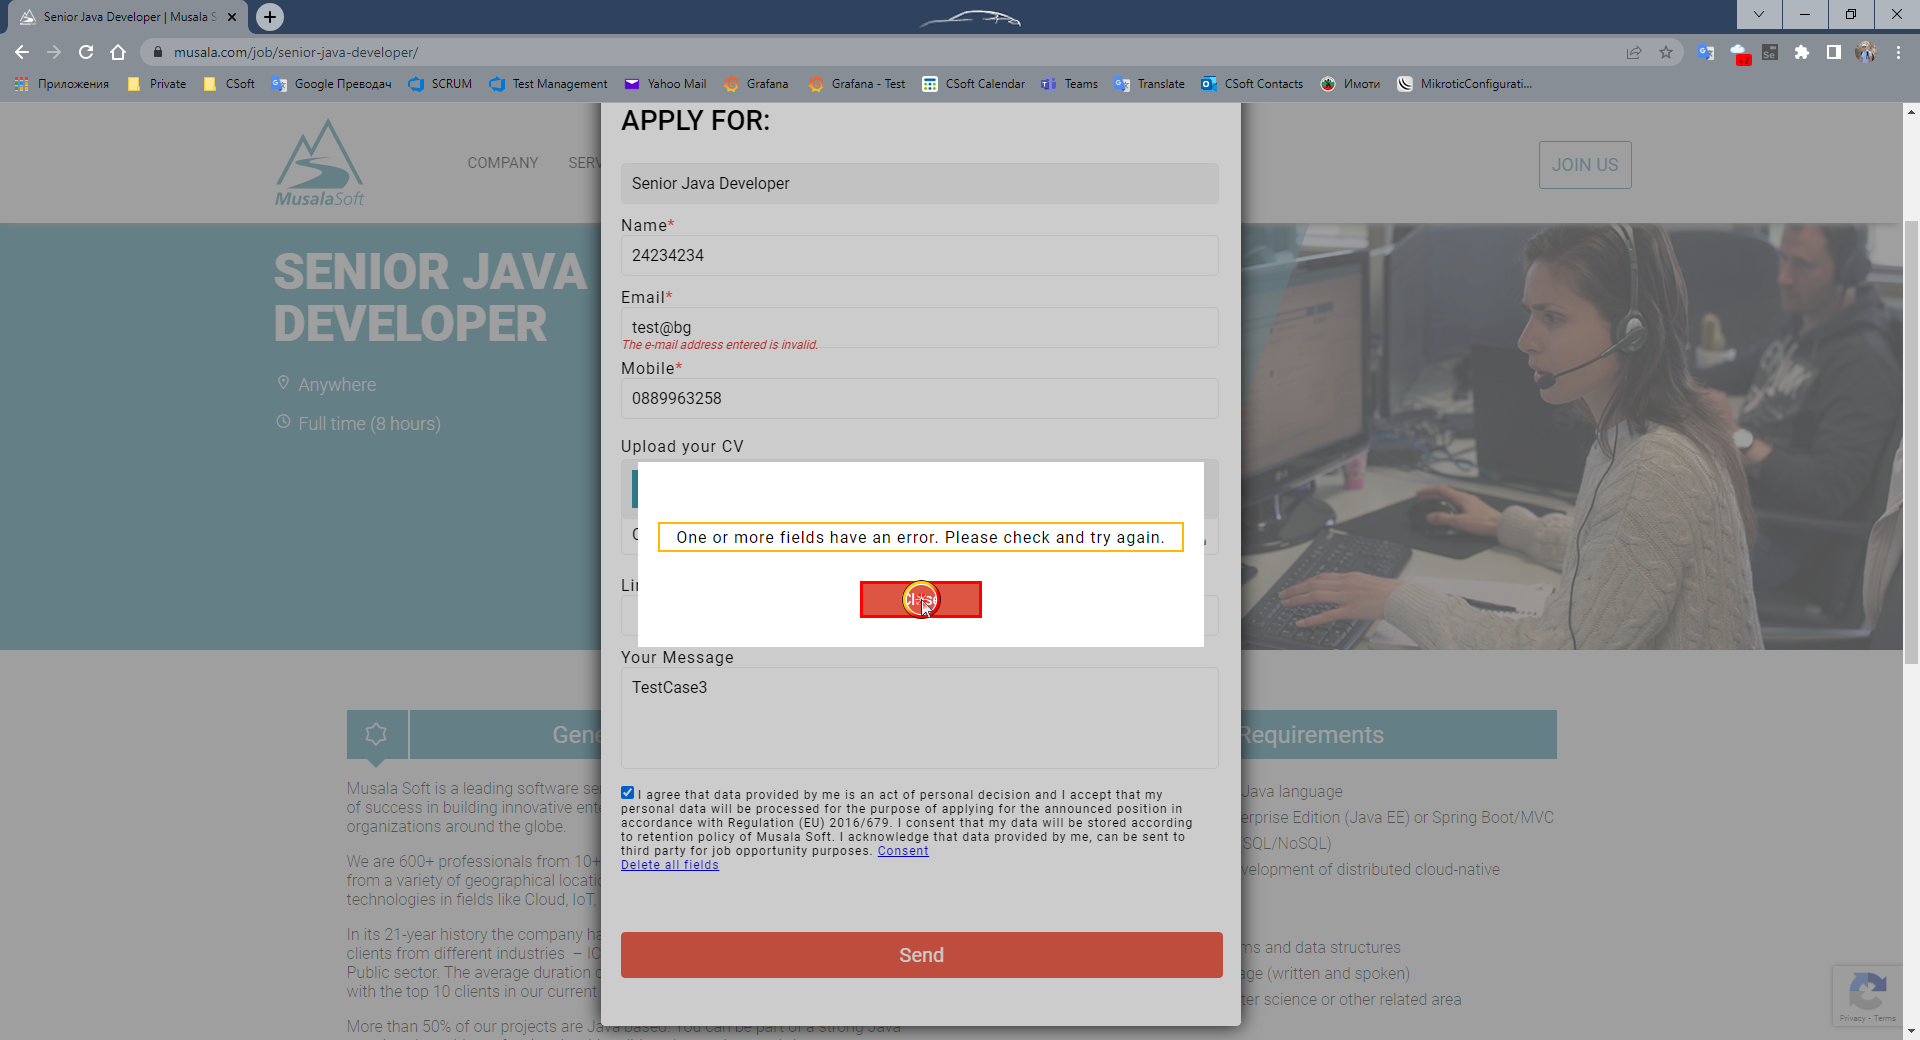 Senior Java Developer | Musala S
musala.com/job/senior-java-developer/
Приложения
Private
CSoft
Google Преводач
SCRUM
Test Management
Yahoo Mail
Grafana
Grafana - Test
CSoft Calendar
Teams
Translate
CSoft Contacts
Имоти
MikroticConfigurati...
MusalaSoft
COMPANY
SERV
JOIN US
SENIOR JAVA
DEVELOPER
Anywhere
Full time (8 hours)
APPLY FOR:
Senior Java Developer
Name*
24234234
Email*
test@bg
The e-mail address entered is invalid.
Mobile*
0889963258
Upload your CV
One or more fields have an error. Please check and try again.
Close
Your Message
TestCase3
I agree that data provided by me is an act of personal decision and I accept that my
personal data will be processed for the purpose of applying for the announced position in
accordance with Regulation (EU) 2016/679. I consent that my data will be stored according
to retention policy of Musala Soft. I acknowledge that data provided by me, can be sent to
third party for job opportunity purposes. Consent
Delete all fields
Send
Gene
Musala Soft is a leading software se
of success in building innovative ente
organizations around the globe.
We are 600+ professionals from 10+
from a variety of geographical locatio
technologies in fields like Cloud, IoT,
In its 21-year history the company ha
clients from different industries – IC
Public sector. The average duration o
with the top 10 clients in our current
More than 50% of our projects are Java based. You can be part of a strong Java
Requirements
Java language
erprise Edition (Java EE) or Spring Boot/MVC
SQL/NoSQL)
velopment of distributed cloud-native
ms and data structures
age (written and spoken)
ter science or other related area
Privacy - Terms